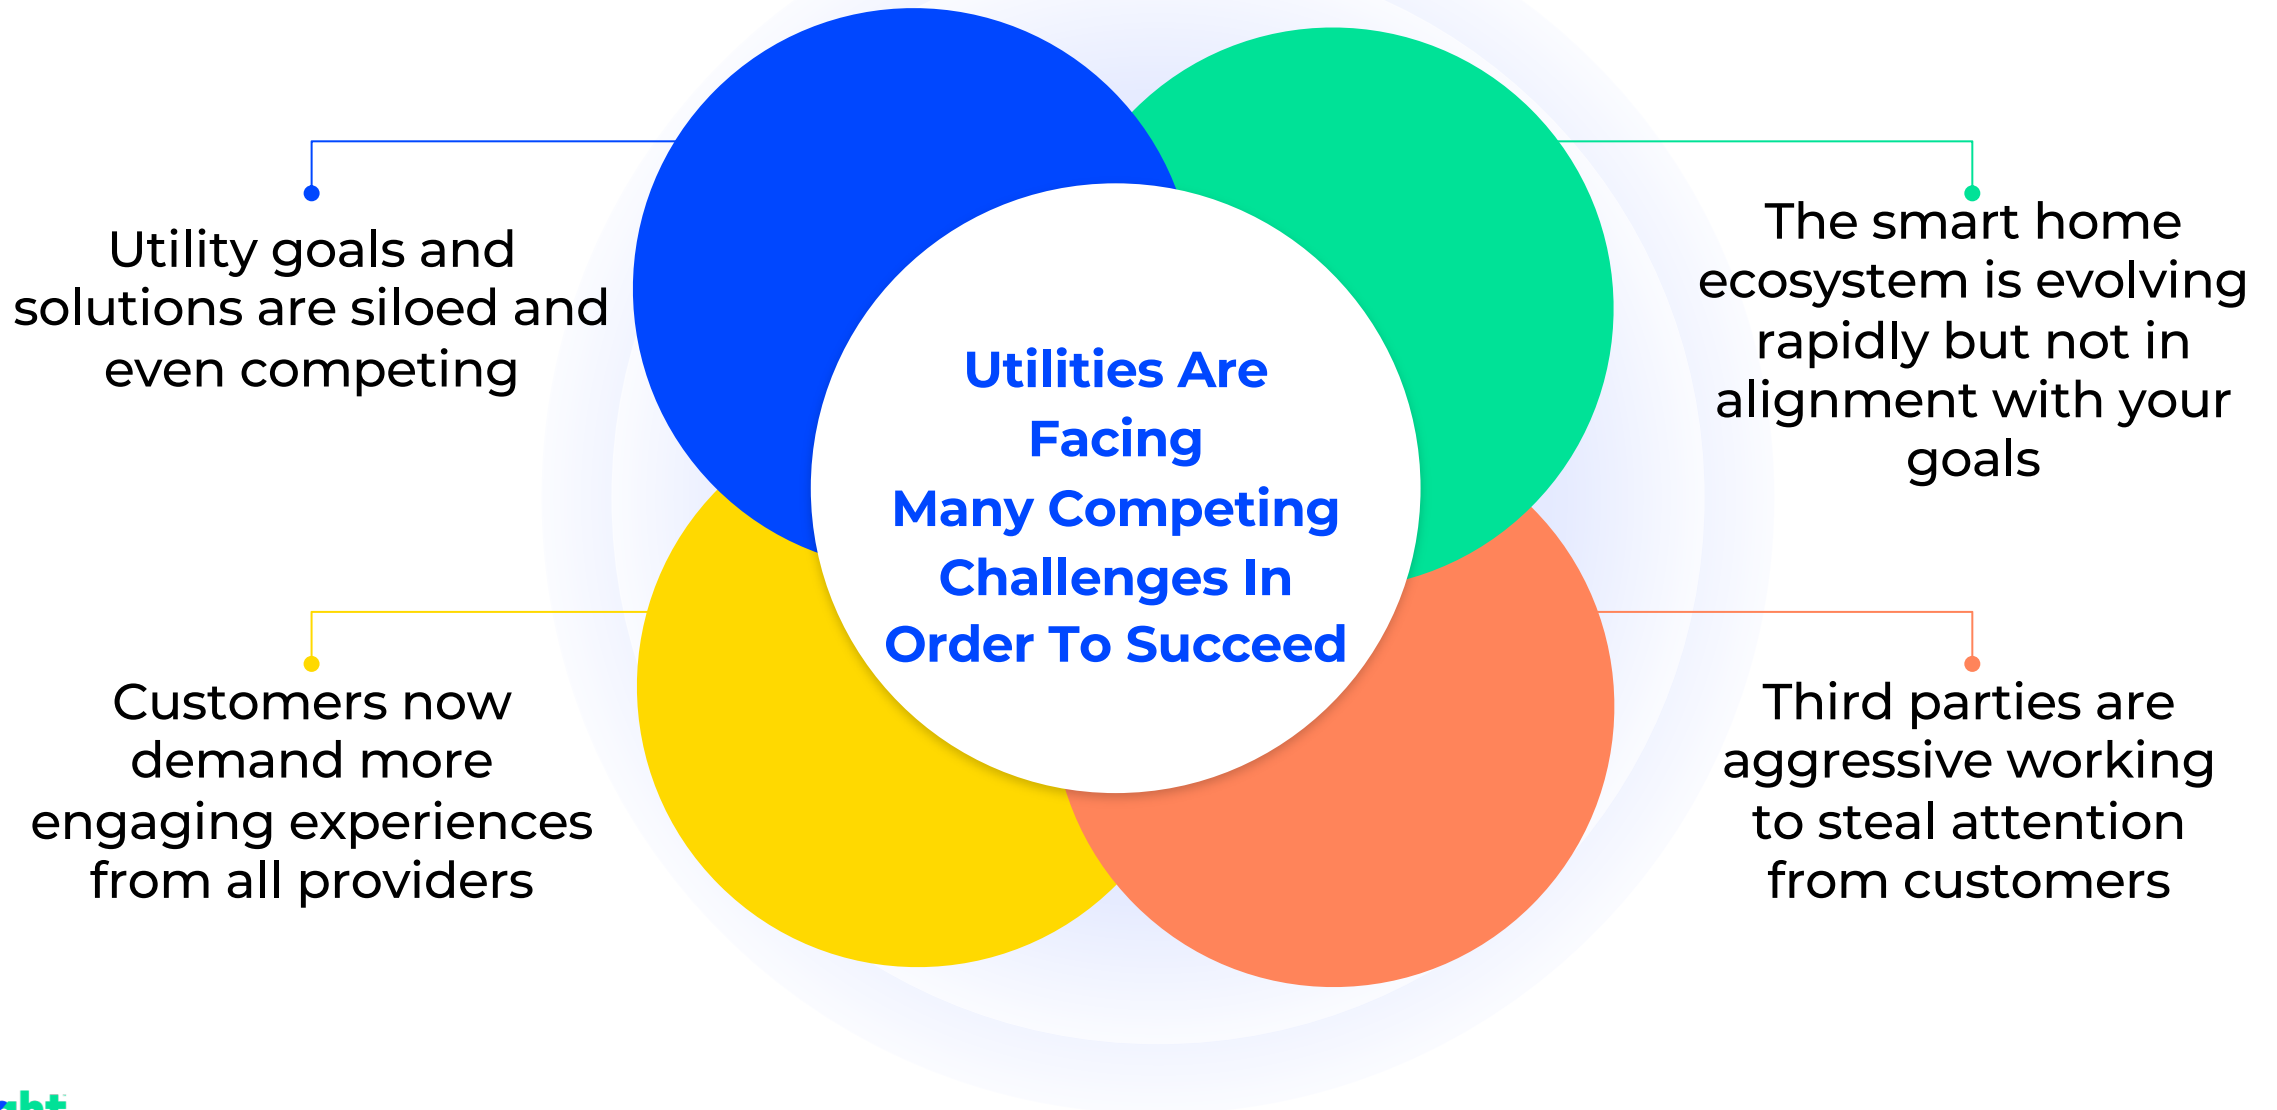 Utility goals and
solutions are siloed and
even competing
The smart home
ecosystem is evolving
rapidly but not in
alignment with your
goals
Utilities Are
Facing
Many Competing
Challenges In
Order To Succeed
Customers now
demand more
engaging experiences
from all providers
Third parties are
aggressive working
to steal attention
from customers